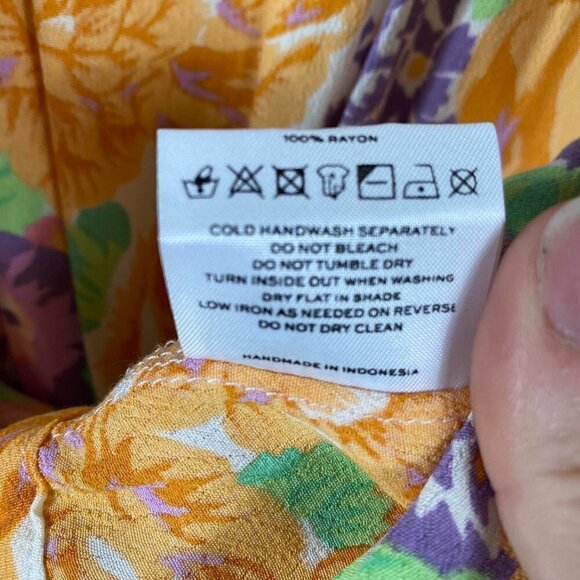 100% RAYON
COLD HANDWASH SEPARATELY
DO NOT BLEACH
DO NOT TUMBLE DRY
TURN INSIDE OUT WHEN WASHING
DRY FLAT IN SHADE
LOW IRON AS NEEDED ON REVERSE
DO NOT DRY CLEAN
HANDMADE IN INDONESIA